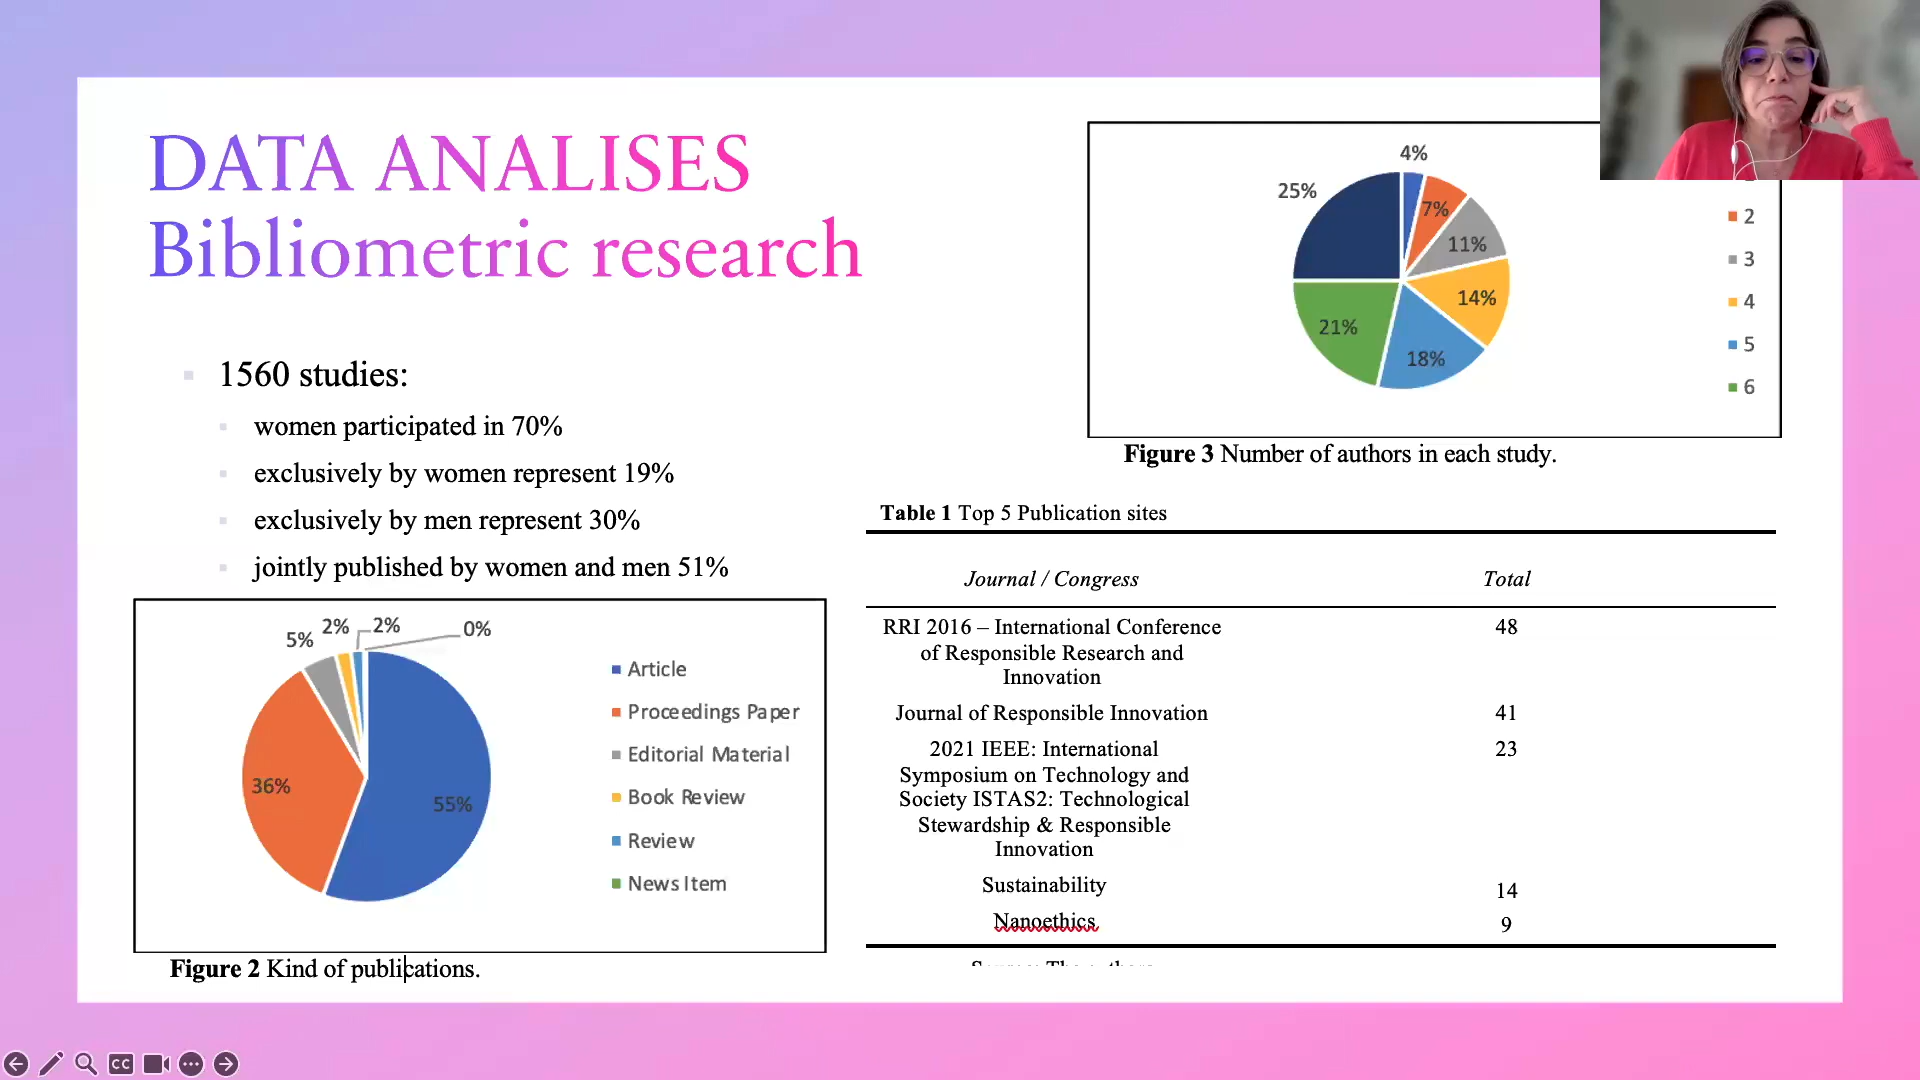 DATA ANALISES
Bibliometric research
1560 studies:
women participated in 70%
exclusively by women represent 19%
exclusively by men represent 30%
jointly published by women and men 51%
5%
2%
2%
0%
36%
55%
Article
Proceedings Paper
Editorial Material
Book Review
Review
News Item
Figure 2 Kind of publications.
4%
25%
7%
11%
14%
21%
18%
2
3
4
5
6
Figure 3 Number of authors in each study.
Table 1 Top 5 Publication sites
Journal / Congress Total
RRI 2016 – International Conference 48
of Responsible Research and
Innovation
Journal of Responsible Innovation 41
2021 IEEE: International 23
Symposium on Technology and
Society ISTAS2: Technological
Stewardship & Responsible
Innovation
Sustainability 14
Nanoethics 9
CC